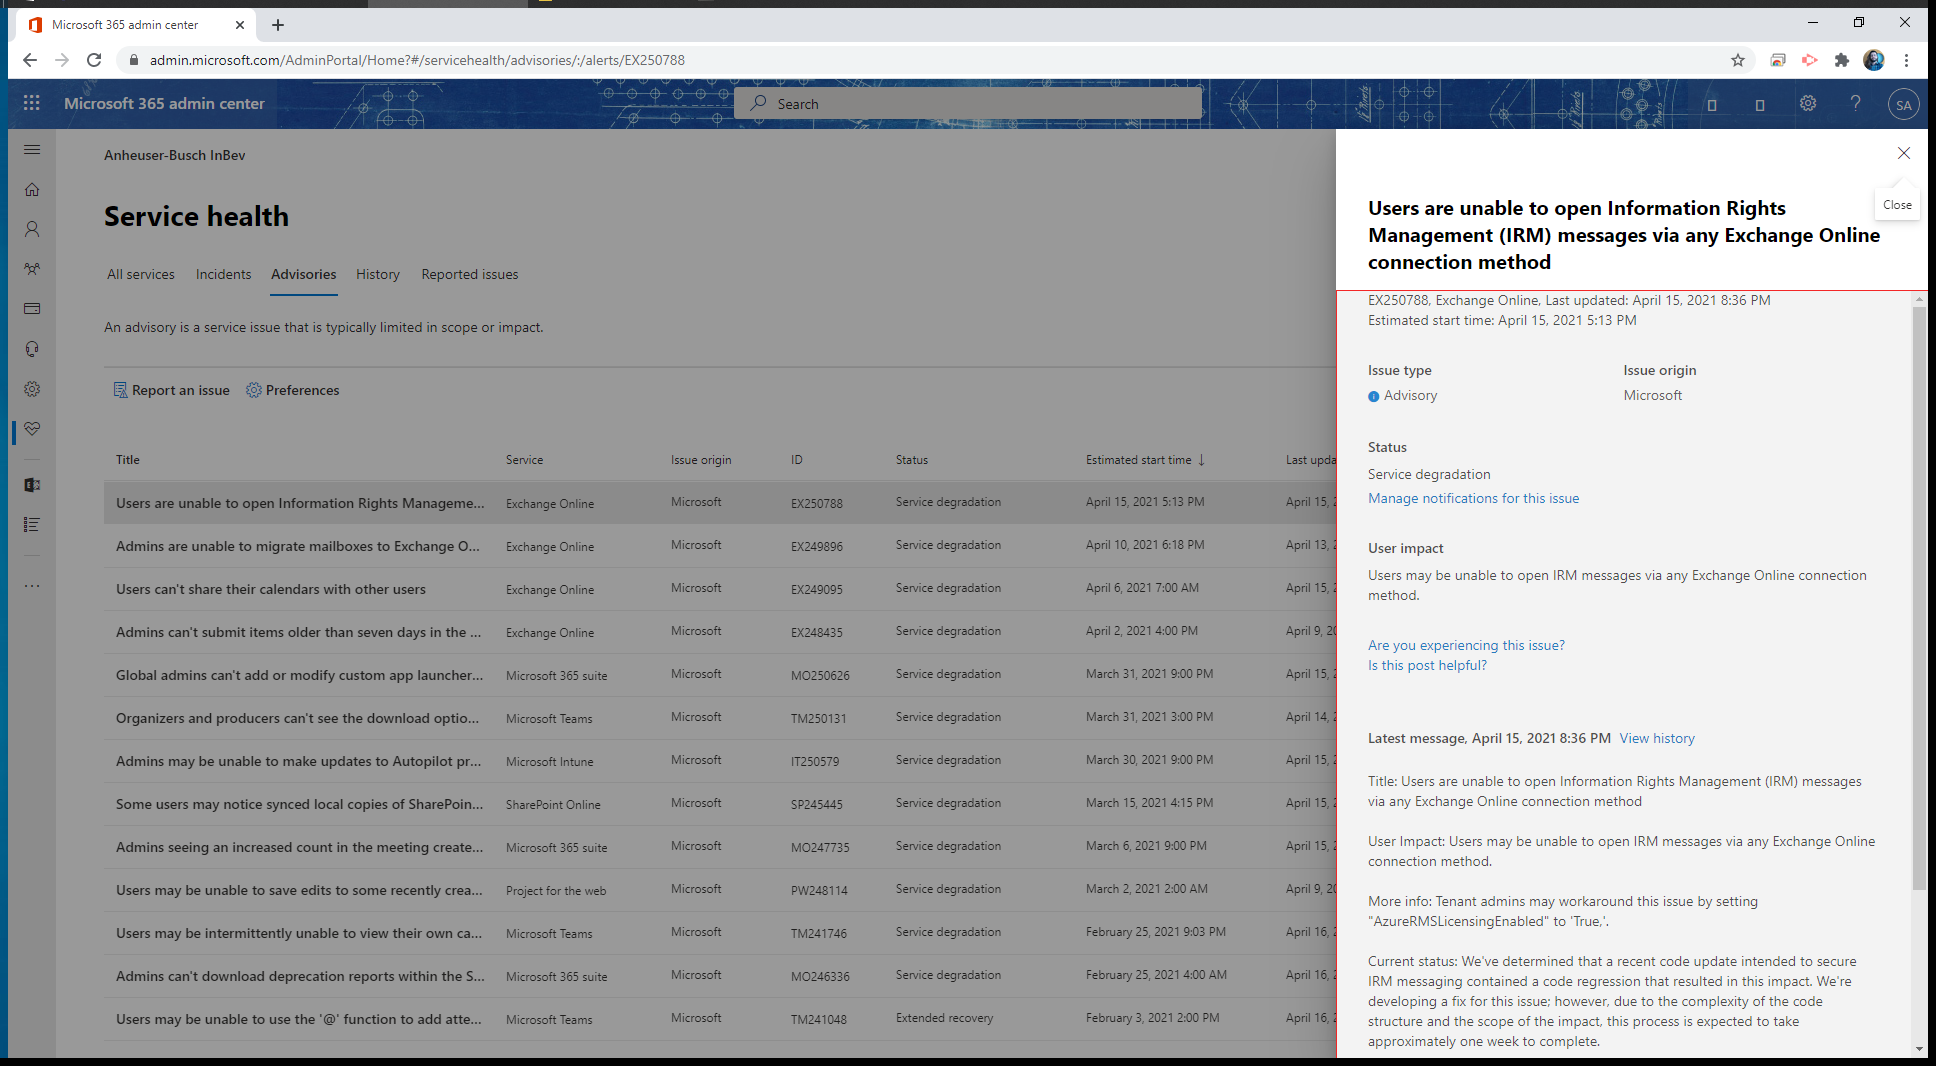 Microsoft 365 admin center
admin.microsoft.com/AdminPortal/Home?#/servicehealth/advisories/:/alerts/EX250788
Microsoft 365 admin center
Search
SA
Anheuser-Busch InBev
Service health
All services Incidents Advisories History Reported issues
An advisory is a service issue that is typically limited in scope or impact.
Report an issue Preferences
Title Service Issue origin ID Status Estimated start time ↓ Last upda
Users are unable to open Information Rights Manageme... Exchange Online Microsoft EX250788 Service degradation April 15, 2021 5:13 PM April 15, 2
Admins are unable to migrate mailboxes to Exchange O... Exchange Online Microsoft EX249896 Service degradation April 10, 2021 6:18 PM April 13, 2
Users can't share their calendars with other users Exchange Online Microsoft EX249095 Service degradation April 6, 2021 7:00 AM April 15, 2
Admins can't submit items older than seven days in the ... Exchange Online Microsoft EX248435 Service degradation April 2, 2021 4:00 PM April 9, 20
Global admins can't add or modify custom app launcher... Microsoft 365 suite Microsoft MO250626 Service degradation March 31, 2021 9:00 PM April 15, 2
Organizers and producers can't see the download optio... Microsoft Teams Microsoft TM250131 Service degradation March 31, 2021 3:00 PM April 14, 2
Admins may be unable to make updates to Autopilot pr... Microsoft Intune Microsoft IT250579 Service degradation March 30, 2021 9:00 PM April 15, 2
Some users may notice synced local copies of SharePoin... SharePoint Online Microsoft SP245445 Service degradation March 15, 2021 4:15 PM April 15, 2
Admins seeing an increased count in the meeting create... Microsoft 365 suite Microsoft MO247735 Service degradation March 6, 2021 9:00 PM April 15, 2
Users may be unable to save edits to some recently crea... Project for the web Microsoft PW248114 Service degradation March 2, 2021 2:00 AM April 9, 20
Users may be intermittently unable to view their own ca... Microsoft Teams Microsoft TM241746 Service degradation February 25, 2021 9:03 PM April 16, 2
Admins can't download deprecation reports within the S... Microsoft 365 suite Microsoft MO246336 Service degradation February 25, 2021 4:00 AM April 16, 2
Users may be unable to use the '@' function to add atte... Microsoft Teams Microsoft TM241048 Extended recovery February 3, 2021 2:00 PM April 16, 2
Close
Users are unable to open Information Rights
Management (IRM) messages via any Exchange Online
connection method
EX250788, Exchange Online, Last updated: April 15, 2021 8:36 PM
Estimated start time: April 15, 2021 5:13 PM
Issue type Issue origin
Advisory Microsoft
Status
Service degradation
Manage notifications for this issue
User impact
Users may be unable to open IRM messages via any Exchange Online connection
method.
Are you experiencing this issue?
Is this post helpful?
Latest message, April 15, 2021 8:36 PM View history
Title: Users are unable to open Information Rights Management (IRM) messages
via any Exchange Online connection method
User Impact: Users may be unable to open IRM messages via any Exchange Online
connection method.
More info: Tenant admins may workaround this issue by setting
"AzureRMSLicensingEnabled" to 'True,'.
Current status: We've determined that a recent code update intended to secure
IRM messaging contained a code regression that resulted in this impact. We're
developing a fix for this issue; however, due to the complexity of the code
structure and the scope of the impact, this process is expected to take
approximately one week to complete.